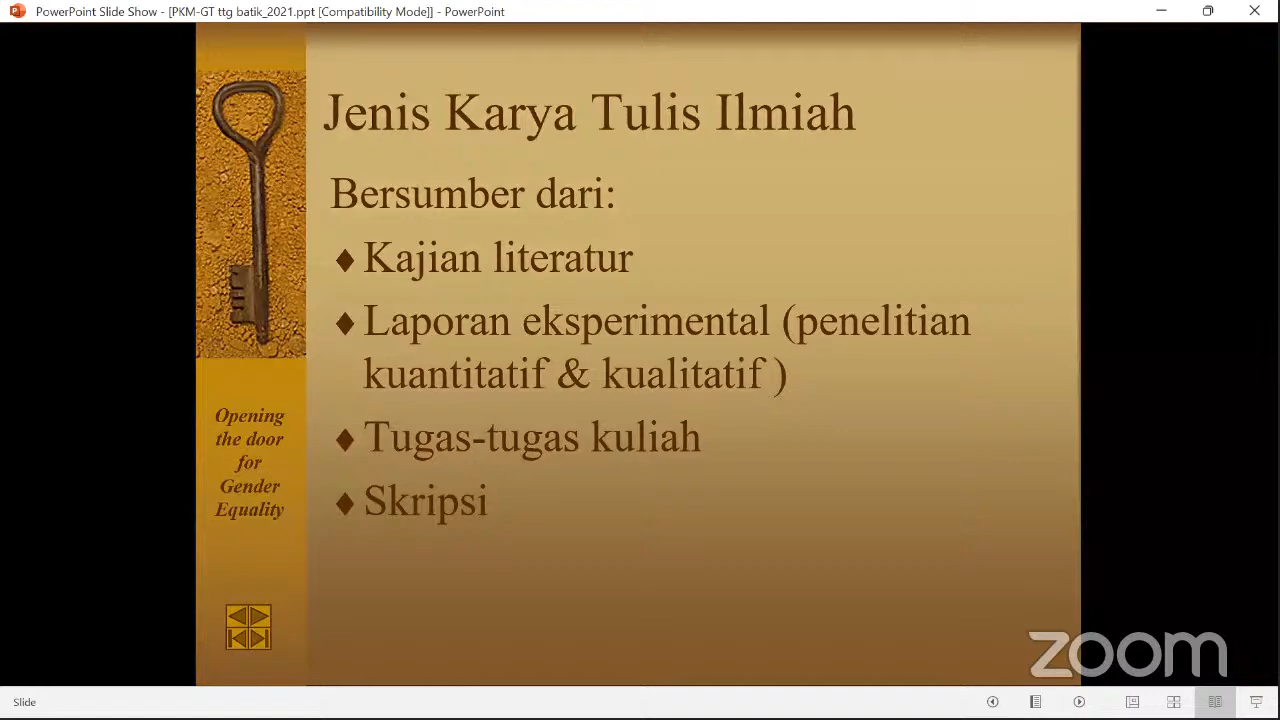 PowerPoint Slide Show - [PKM-GT ttg batik_2021.ppt [Compatibility Mode]] - PowerPoint
Jenis Karya Tulis Ilmiah
Bersumber dari:
♦ Kajian literatur
♦ Laporan eksperimental (penelitian
kuantitatif & kualitatif )
♦ Tugas-tugas kuliah
♦ Skripsi
Opening
the door
for
Gender
Equality
zoom
Slide